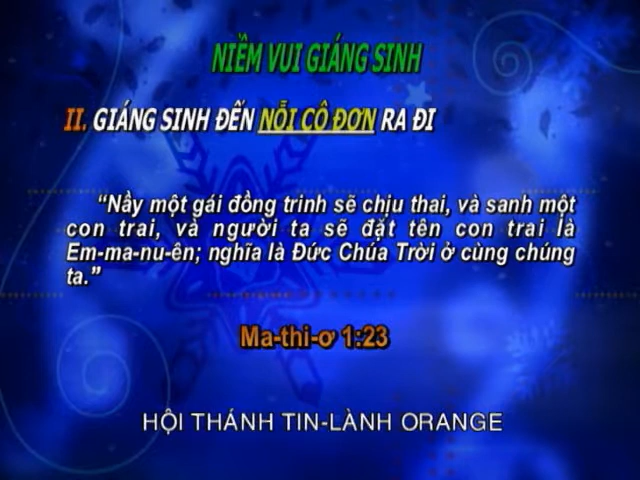 NIỀM VUI GIÁNG SINH
II. GIÁNG SINH ĐẾN NỖI CÔ ĐƠN RA ĐI
“Nầy một gái đồng trinh sẽ chịu thai, và sanh một
con trai, và người ta sẽ đặt tên con trai là
Em-ma-nu-ên; nghĩa là Đức Chúa Trời ở cùng chúng
ta.”
Ma-thi-ơ 1:23
HỘI THÁNH TIN-LÀNH ORANGE